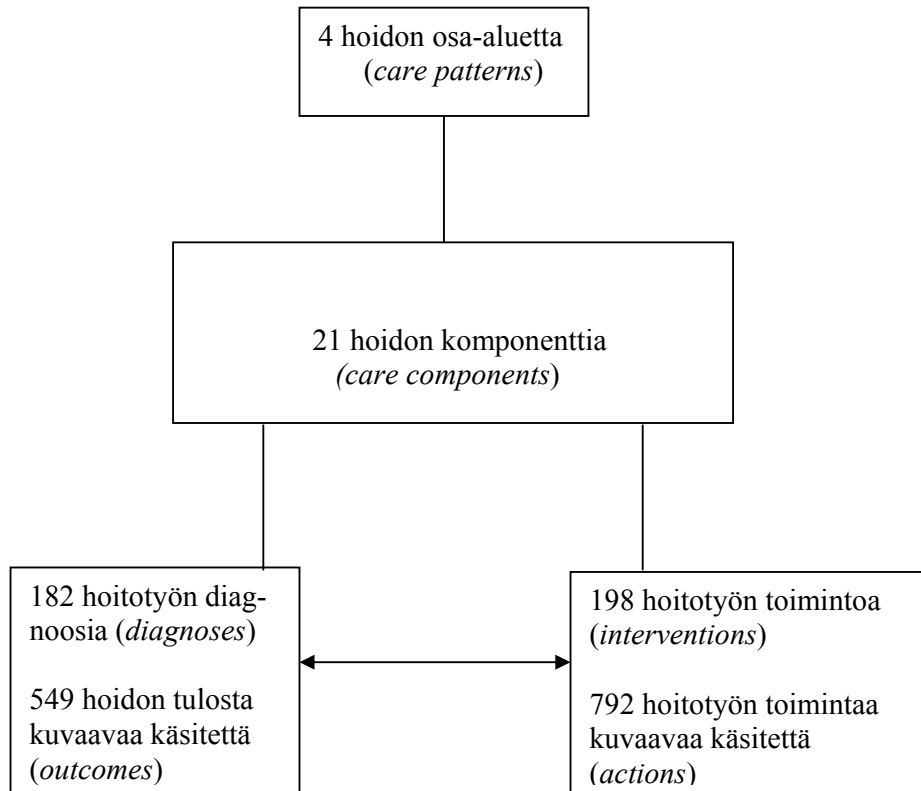 4 hoidon osa-aluetta
(care patterns)
21 hoidon komponenttia
(care components)
182 hoitotyön diag-
noosia (diagnoses)
549 hoidon tulosta
kuvaavaa käsitettä
(outcomes)
198 hoitotyön toimintoa
(interventions)
792 hoitotyön toimintaa
kuvaavaa käsitettä
(actions)